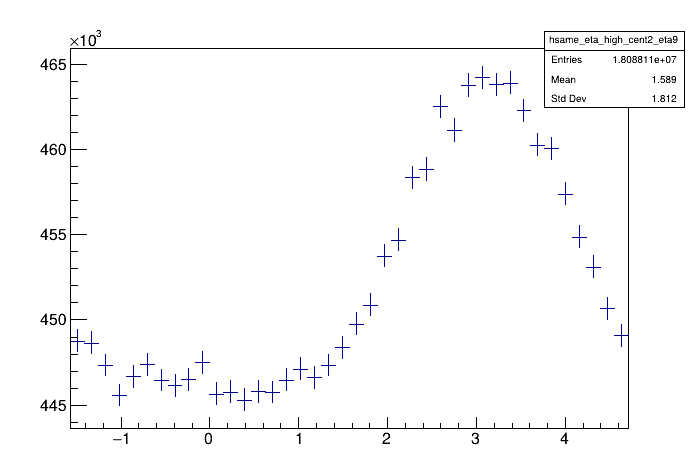 ×10³
hsame_eta_high_cent2_eta9
Entries 1.808811e+07
Mean 1.589
Std Dev 1.812
465
460
455
450
445
−1 0 1 2 3 4